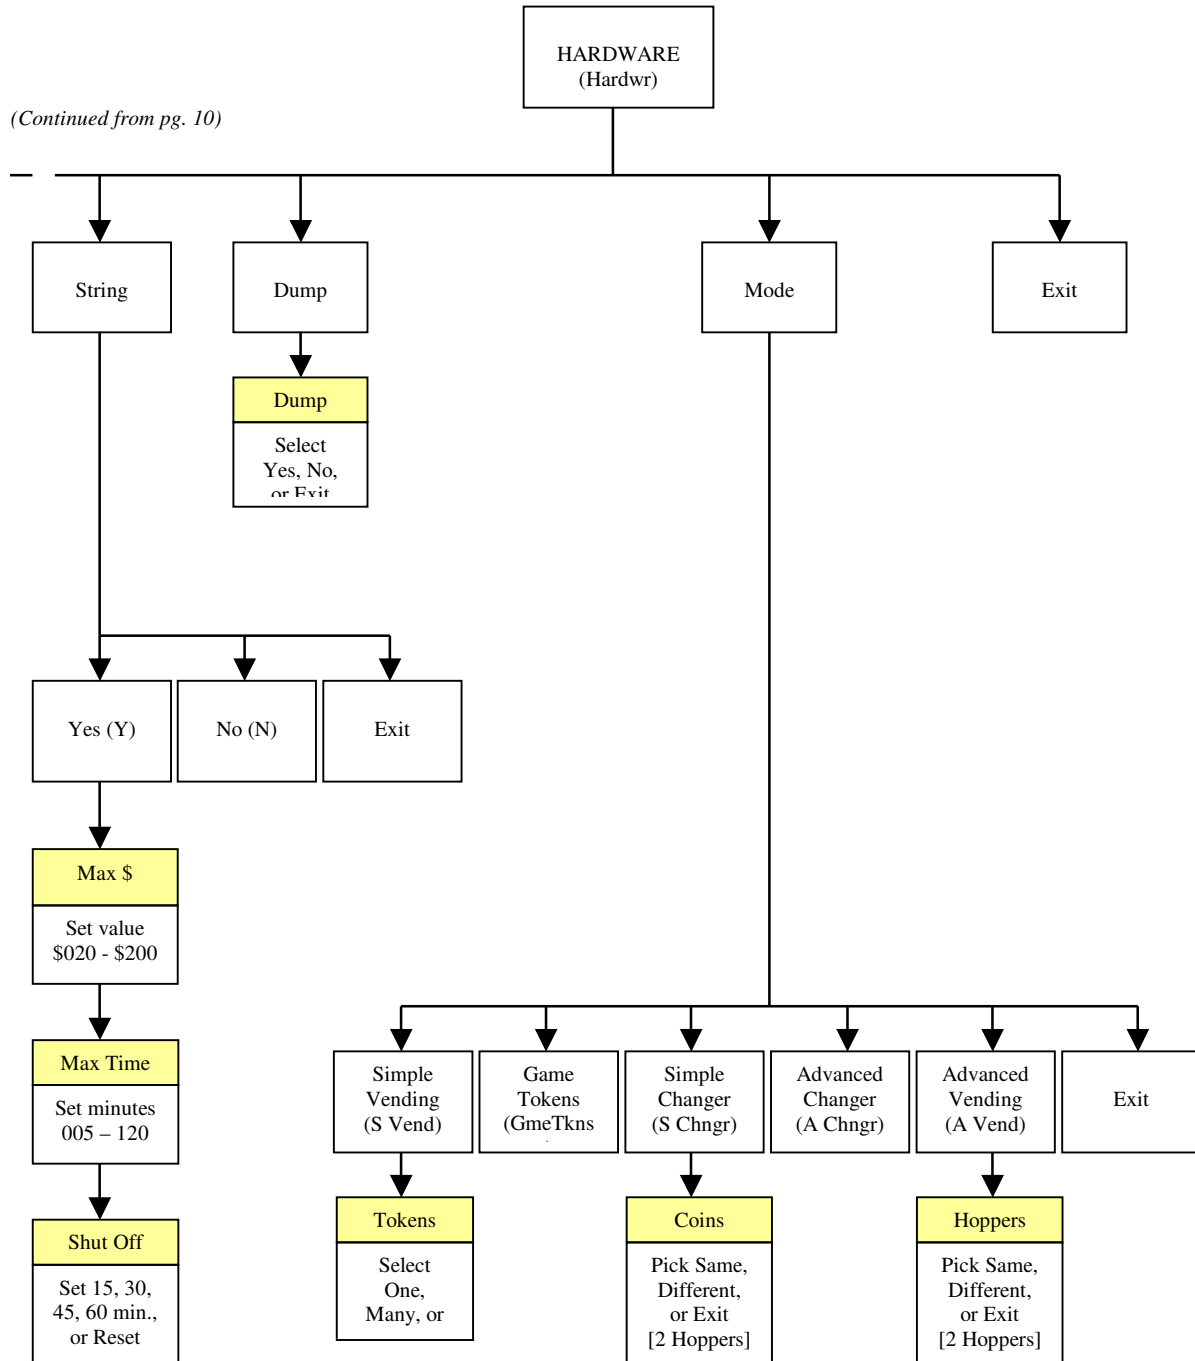 HARDWARE
(Hardwr)
(Continued from pg. 10)
String
Dump
Mode
Exit
Dump
Select
Yes, No,
or Exit
Yes (Y)
No (N)
Exit
Max $
Set value
$020 - $200
Max Time
Set minutes
005 – 120
Shut Off
Set 15, 30,
45, 60 min.,
or Reset
Simple
Vending
(S Vend)
Game
Tokens
(GmeTkns
Simple
Changer
(S Chngr)
Advanced
Changer
(A Chngr)
Advanced
Vending
(A Vend)
Exit
Tokens
Select
One,
Many, or
Coins
Pick Same,
Different,
or Exit
[2 Hoppers]
Hoppers
Pick Same,
Different,
or Exit
[2 Hoppers]